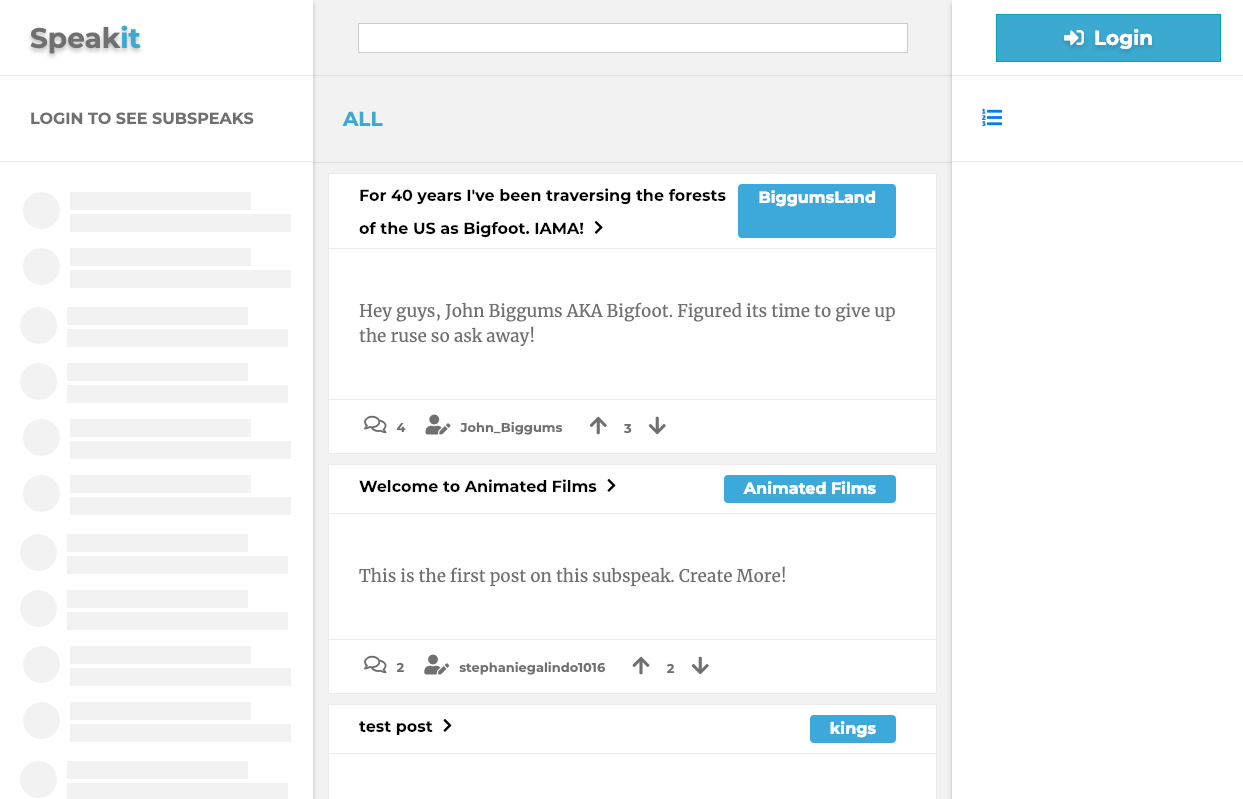 Speakit
Login
LOGIN TO SEE SUBSPEAKS
ALL
For 40 years I've been traversing the forests
of the US as Bigfoot. IAMA!
BiggumsLand
Hey guys, John Biggums AKA Bigfoot. Figured its time to give up
the ruse so ask away!
4 John_Biggums 3
Welcome to Animated Films
Animated Films
This is the first post on this subspeak. Create More!
2 stephaniegalindo1016 2
test post
kings